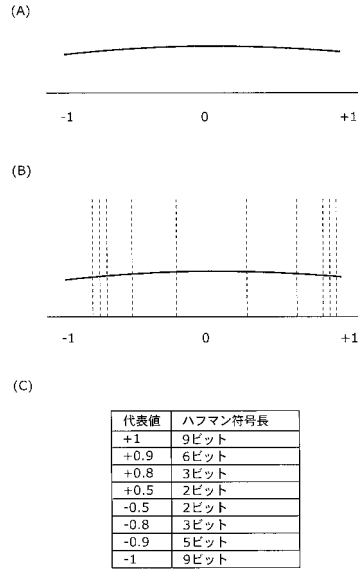 (A)
-1 0 +1
(B)
-1 0 +1
(C)
代表値 ハフマン符号長
+1 9ビット
+0.9 6ビット
+0.8 3ビット
+0.5 2ビット
-0.5 2ビット
-0.8 3ビット
-0.9 5ビット
-1 9ビット